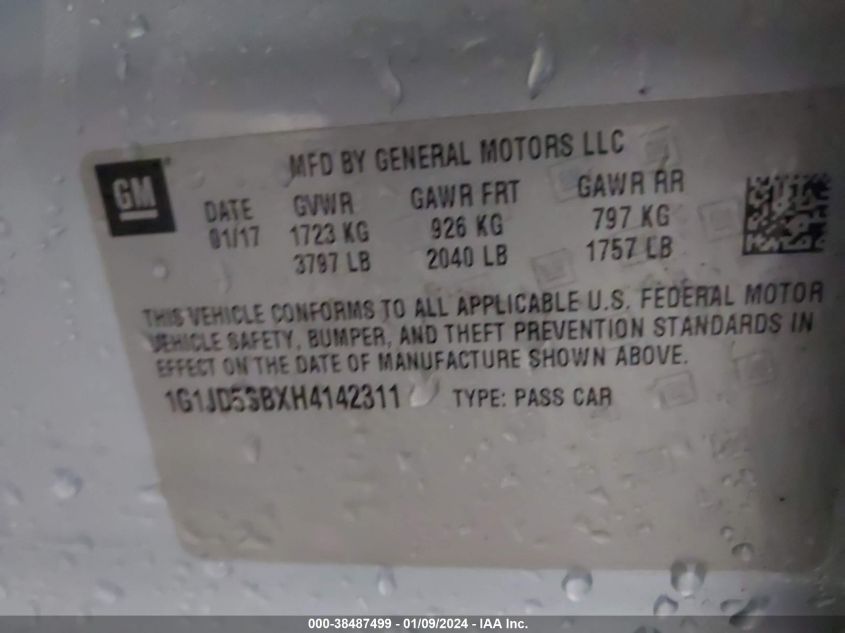 MFD BY GENERAL MOTORS LLC
GM
DATE GVWR GAWR FRT GAWR RR
01/17 1723 KG 926 KG 797 KG
3797 LB 2040 LB 1757 LB
THIS VEHICLE CONFORMS TO ALL APPLICABLE U.S. FEDERAL MOTOR
VEHICLE SAFETY, BUMPER, AND THEFT PREVENTION STANDARDS IN
EFFECT ON THE DATE OF MANUFACTURE SHOWN ABOVE.
1G1JD5SBXH4142311 TYPE: PASS CAR
000-38487499 - 01/09/2024 - IAA Inc.